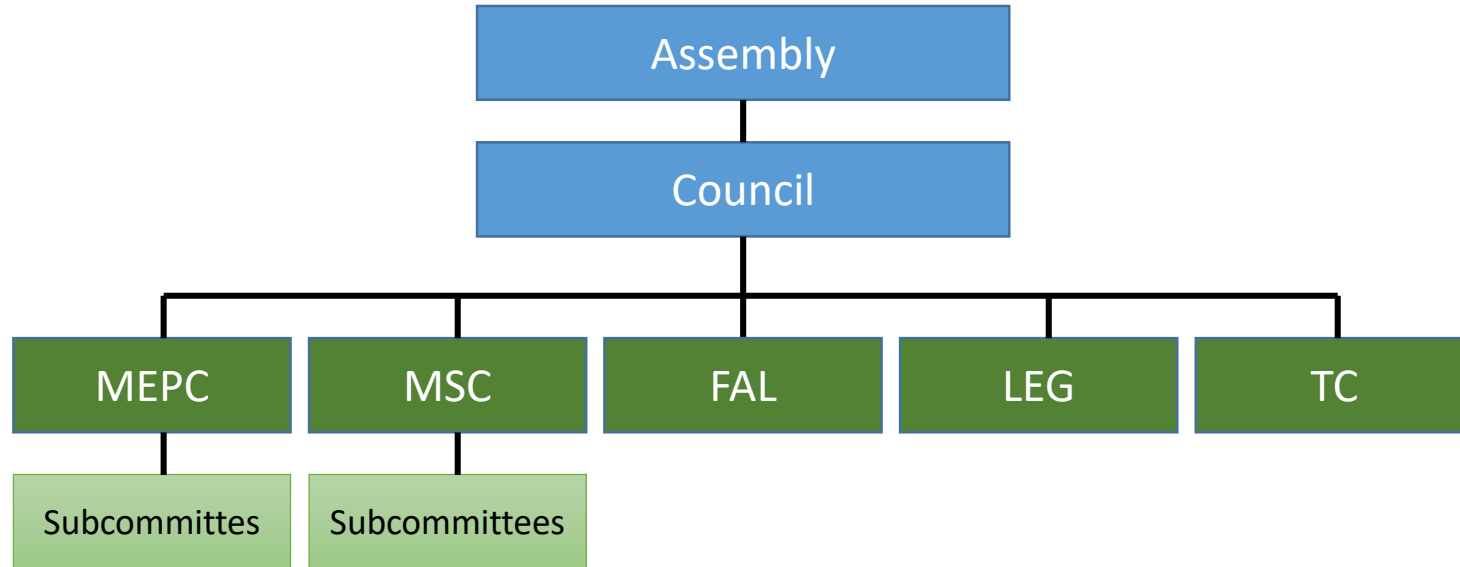 Assembly
Council
MEPC
MSC
FAL
LEG
TC
Subcommittes
Subcommittees